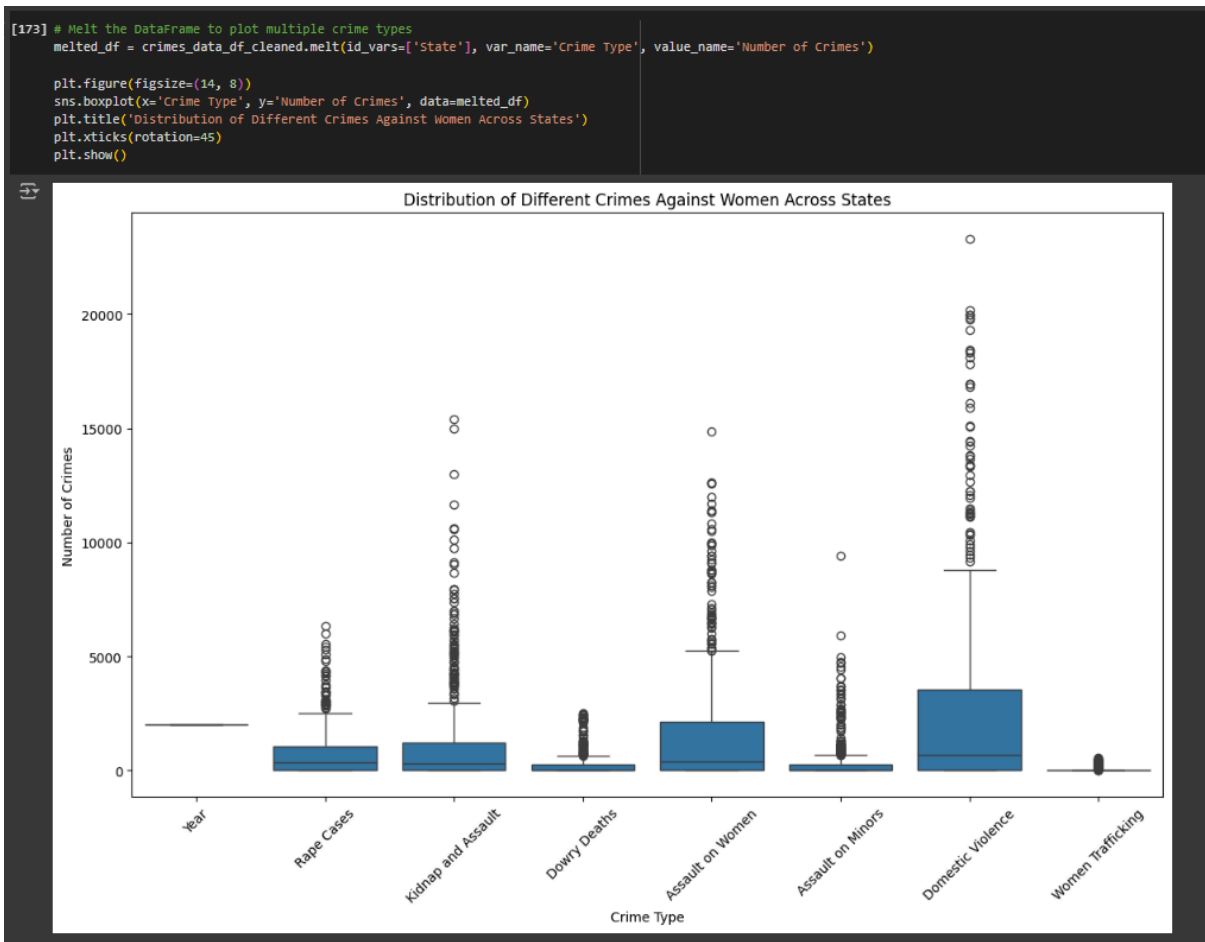 [173] # Melt the DataFrame to plot multiple crime types
melted_df = crimes_data_df_cleaned.melt(id_vars=['State'], var_name='Crime Type', value_name='Number of Crimes')
plt.figure(figsize=(14, 8))
sns.boxplot(x='Crime Type', y='Number of Crimes', data=melted_df)
plt.title('Distribution of Different Crimes Against Women Across States')
plt.xticks(rotation=45)
plt.show()
Distribution of Different Crimes Against Women Across States
Number of Crimes
20000
15000
10000
5000
0
Year
Rape Cases
Kidnap and Assault
Dowry Deaths
Assault on Women
Assault on Minors
Domestic Violence
Women Trafficking
Crime Type